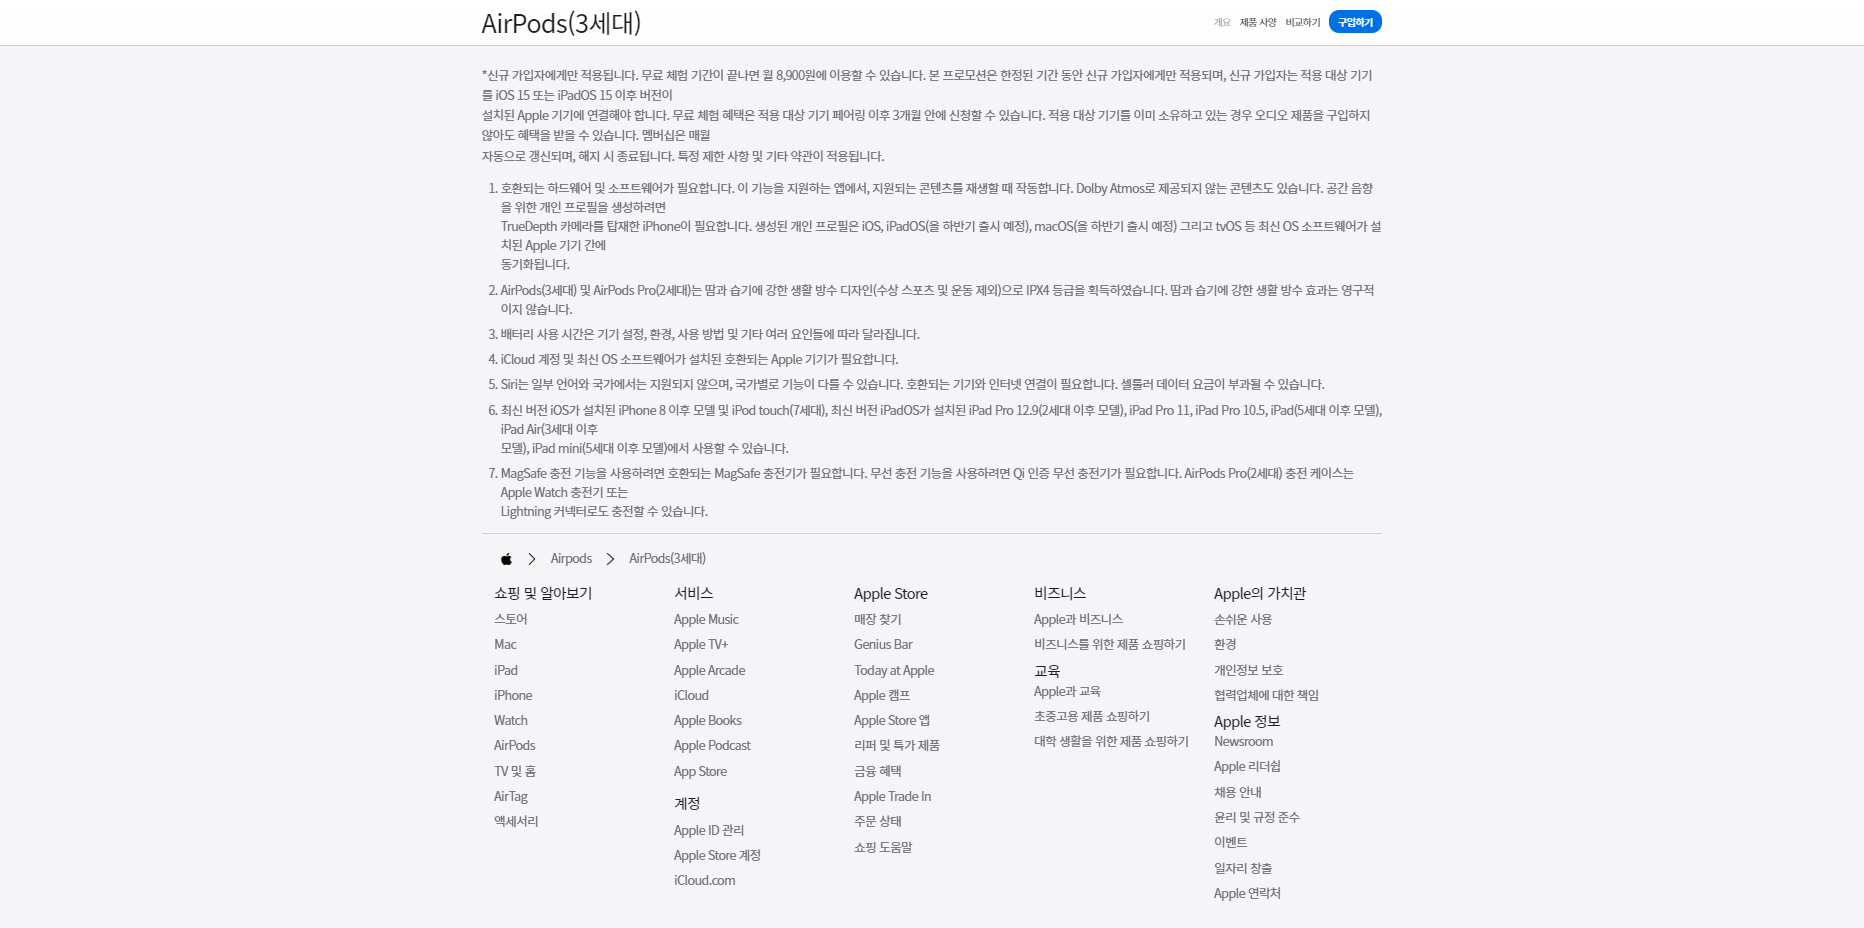 AirPods(3세대)
개요 제품 사양 비교하기 구입하기
*신규 가입자에게만 적용됩니다. 무료 체험 기간이 끝나면 월 8,900원에 이용할 수 있습니다. 본 프로모션은 한정된 기간 동안 신규 가입자에게만 적용되며, 신규 가입자는 적용 대상 기기
를 iOS 15 또는 iPadOS 15 이후 버전이
설치된 Apple 기기에 연결해야 합니다. 무료 체험 혜택은 적용 대상 기기 페어링 이후 3개월 안에 신청할 수 있습니다. 적용 대상 기기를 이미 소유하고 있는 경우 오디오 제품을 구입하지
않아도 혜택을 받을 수 있습니다. 멤버십은 매월
자동으로 갱신되며, 해지 시 종료됩니다. 특정 제한 사항 및 기타 약관이 적용됩니다.
1. 호환되는 하드웨어 및 소프트웨어가 필요합니다. 이 기능을 지원하는 앱에서, 지원되는 콘텐츠를 재생할 때 작동합니다. Dolby Atmos로 제공되지 않는 콘텐츠도 있습니다. 공간 음향
을 위한 개인 프로필을 생성하려면
TrueDepth 카메라를 탑재한 iPhone이 필요합니다. 생성된 개인 프로필은 iOS, iPadOS(올 하반기 출시 예정), macOS(올 하반기 출시 예정) 그리고 tvOS 등 최신 OS 소프트웨어가 설
치된 Apple 기기 간에
동기화됩니다.
2. AirPods(3세대) 및 AirPods Pro(2세대)는 땀과 습기에 강한 생활 방수 디자인(수상 스포츠 및 운동 제외)으로 IPX4 등급을 획득하였습니다. 땀과 습기에 강한 생활 방수 효과는 영구적
이지 않습니다.
3. 배터리 사용 시간은 기기 설정, 환경, 사용 방법 및 기타 여러 요인들에 따라 달라집니다.
4. iCloud 계정 및 최신 OS 소프트웨어가 설치된 호환되는 Apple 기기가 필요합니다.
5. Siri는 일부 언어와 국가에서는 지원되지 않으며, 국가별로 기능이 다를 수 있습니다. 호환되는 기기와 인터넷 연결이 필요합니다. 셀룰러 데이터 요금이 부과될 수 있습니다.
6. 최신 버전 iOS가 설치된 iPhone 8 이후 모델 및 iPod touch(7세대), 최신 버전 iPadOS가 설치된 iPad Pro 12.9(2세대 이후 모델), iPad Pro 11, iPad Pro 10.5, iPad(5세대 이후 모델),
iPad Air(3세대 이후
모델), iPad mini(5세대 이후 모델)에서 사용할 수 있습니다.
7. MagSafe 충전 기능을 사용하려면 호환되는 MagSafe 충전기가 필요합니다. 무선 충전 기능을 사용하려면 Qi 인증 무선 충전기가 필요합니다. AirPods Pro(2세대) 충전 케이스는
Apple Watch 충전기 또는
Lightning 커넥터로도 충전할 수 있습니다.
Airpods AirPods(3세대)
쇼핑 및 알아보기
스토어
Mac
iPad
iPhone
Watch
AirPods
TV 및 홈
AirTag
액세서리
서비스
Apple Music
Apple TV+
Apple Arcade
iCloud
Apple Books
Apple Podcast
App Store
계정
Apple ID 관리
Apple Store 계정
iCloud.com
Apple Store
매장 찾기
Genius Bar
Today at Apple
Apple 캠프
Apple Store 앱
리퍼 및 특가 제품
금융 혜택
Apple Trade In
주문 상태
쇼핑 도움말
비즈니스
Apple과 비즈니스
비즈니스를 위한 제품 쇼핑하기
교육
Apple과 교육
초중고용 제품 쇼핑하기
대학 생활을 위한 제품 쇼핑하기
Apple의 가치관
손쉬운 사용
환경
개인정보 보호
협력업체에 대한 책임
Apple 정보
Newsroom
Apple 리더쉽
채용 안내
윤리 및 규정 준수
이벤트
일자리 창출
Apple 연락처